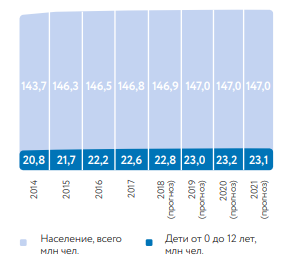 143,7 146,3 146,5 146,8 146,9 147,0 147,0 147,0
20,8 21,7 22,2 22,6 22,8 23,0 23,2 23,1
2014 2015 2016 2017 2018 (прогноз) 2019 (прогноз) 2020 (прогноз) 2021 (прогноз)
Население, всего
млн чел.
Дети от 0 до 12 лет,
млн чел.